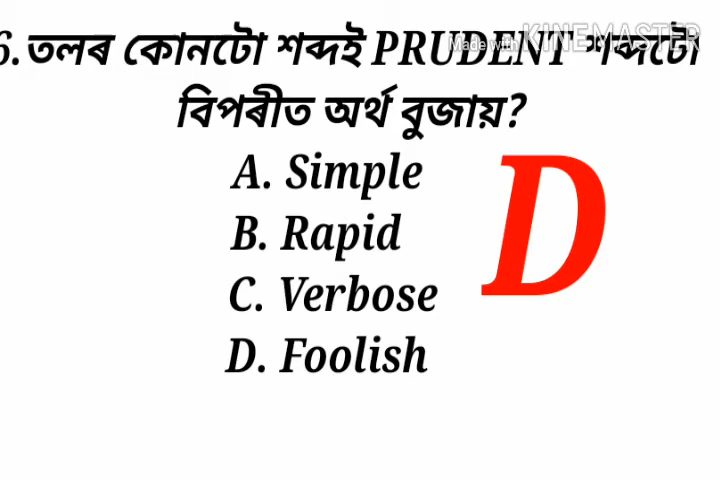 6.তলৰ কোনটো শব্দই PRUDENT শব্দটো
Made with KINEMASTER
বিপৰীত অৰ্থ বুজায়?
A. Simple
B. Rapid
C. Verbose
D. Foolish
D